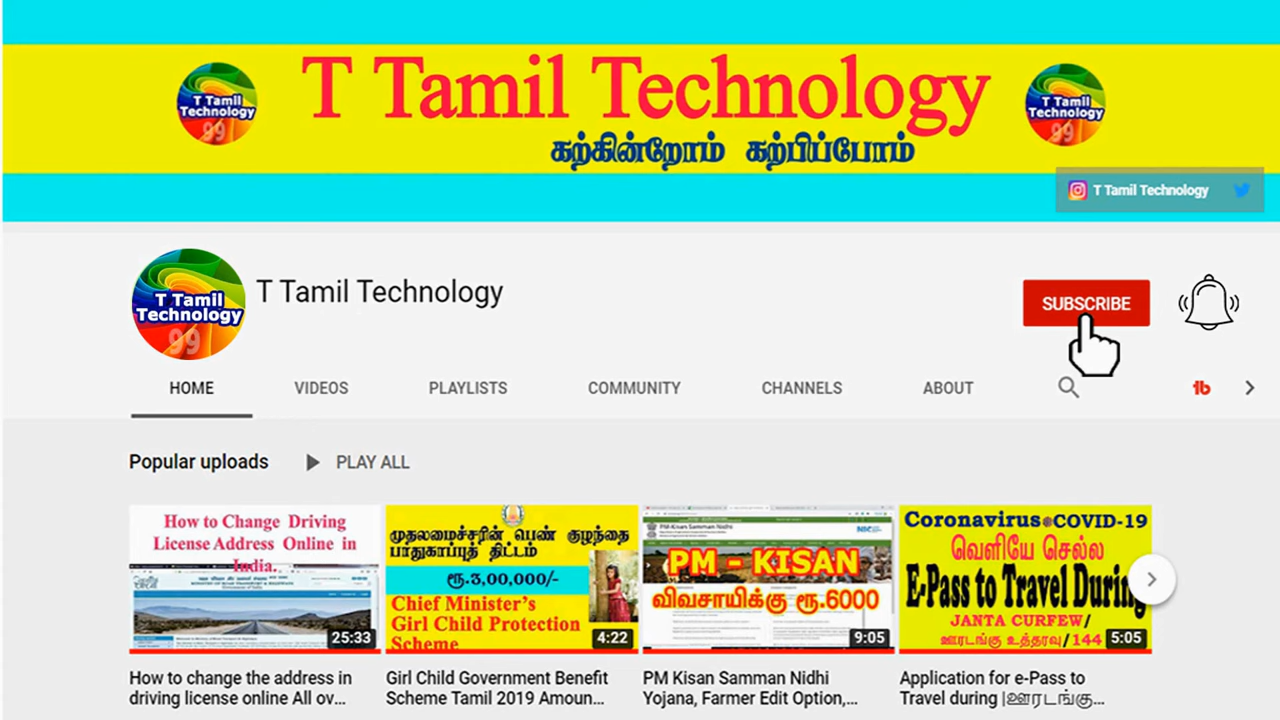 T Tamil Technology
கற்கின்றோம் கற்பிப்போம்
T Tamil
Technology
99
T Tamil
Technology
99
T Tamil Technology
T Tamil
Technology
99
T Tamil Technology
SUBSCRIBE
HOME VIDEOS PLAYLISTS COMMUNITY CHANNELS ABOUT
Popular uploads PLAY ALL
How to Change Driving
License Address Online in
India.
25:33
முதலமைச்சரின் பெண் குழந்தை
பாதுகாப்புத் திட்டம்
ரூ.3,00,000/-
Chief Minister's
Girl Child Protection
Scheme
4:22
PM-Kisan Samman Nidhi
NIC
PM - KISAN
விவசாயிக்கு ரூ.6000
9:05
Coronavirus COVID-19
வெளியே செல்ல
E-Pass to Travel During
JANTA CURFEW/
ஊரடங்கு உத்தரவு/144
5:05
How to change the address in
driving license online All ov...
Girl Child Government Benefit
Scheme Tamil 2019 Amoun...
PM Kisan Samman Nidhi
Yojana, Farmer Edit Option,...
Application for e-Pass to
Travel during |ஊரடங்கு...